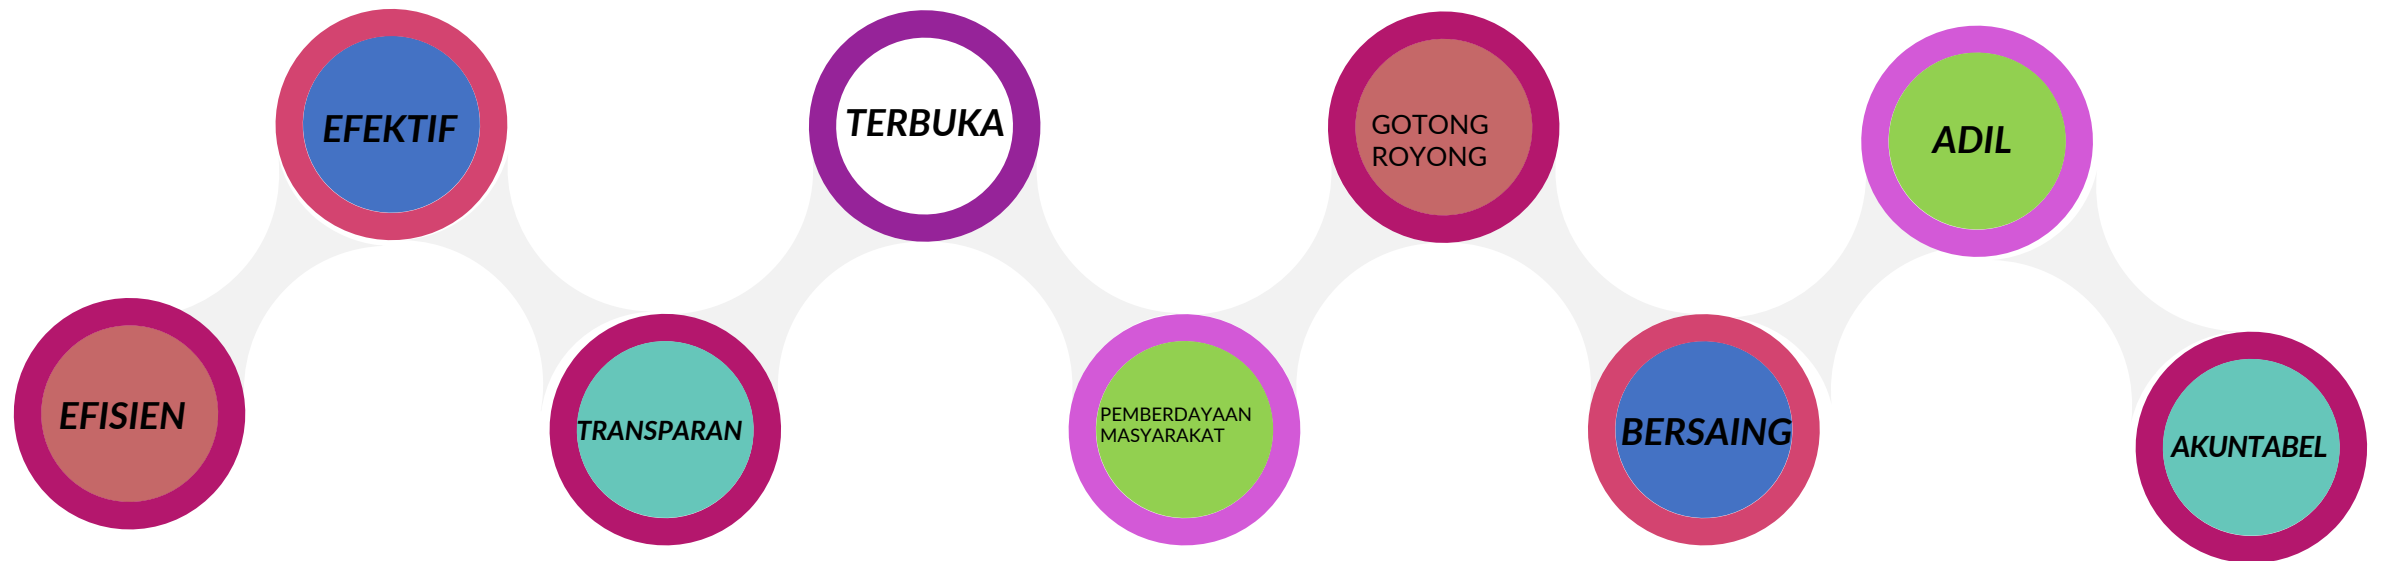 EFISIEN
EFEKTIF
TRANSPARAN
TERBUKA
PEMBERDAYAAN
MASYARAKAT
GOTONG
ROYONG
BERSAING
ADIL
AKUNTABEL